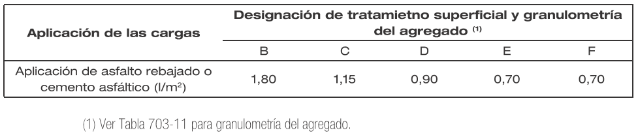 Aplicación de las cargas
Designación de tratamietno superficial y granulometría
del agregado (1)
B C D E F
Aplicación de asfalto rebajado o
cemento asfáltico (l/m²)
1,80 1,15 0,90 0,70 0,70
(1) Ver Tabla 703-11 para granulometría del agregado.